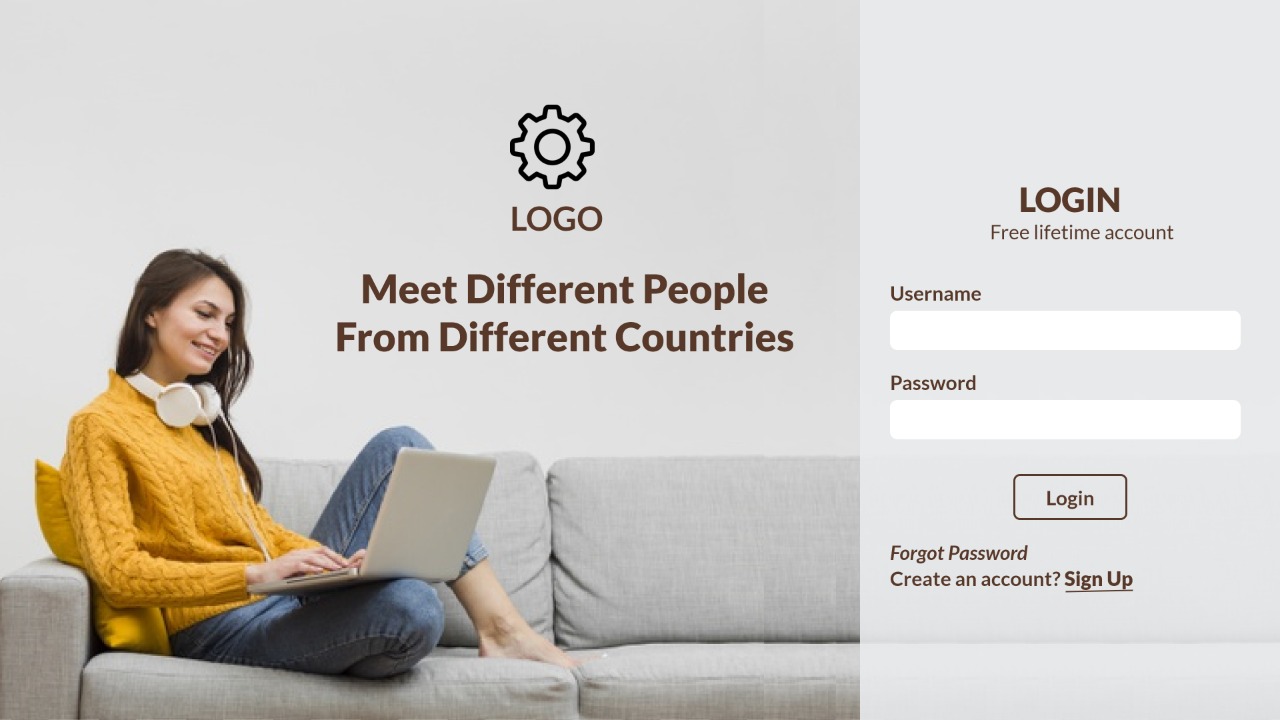 LOGO
Meet Different People
From Different Countries
LOGIN
Free lifetime account
Username
Password
Login
Forgot Password
Create an account? Sign Up